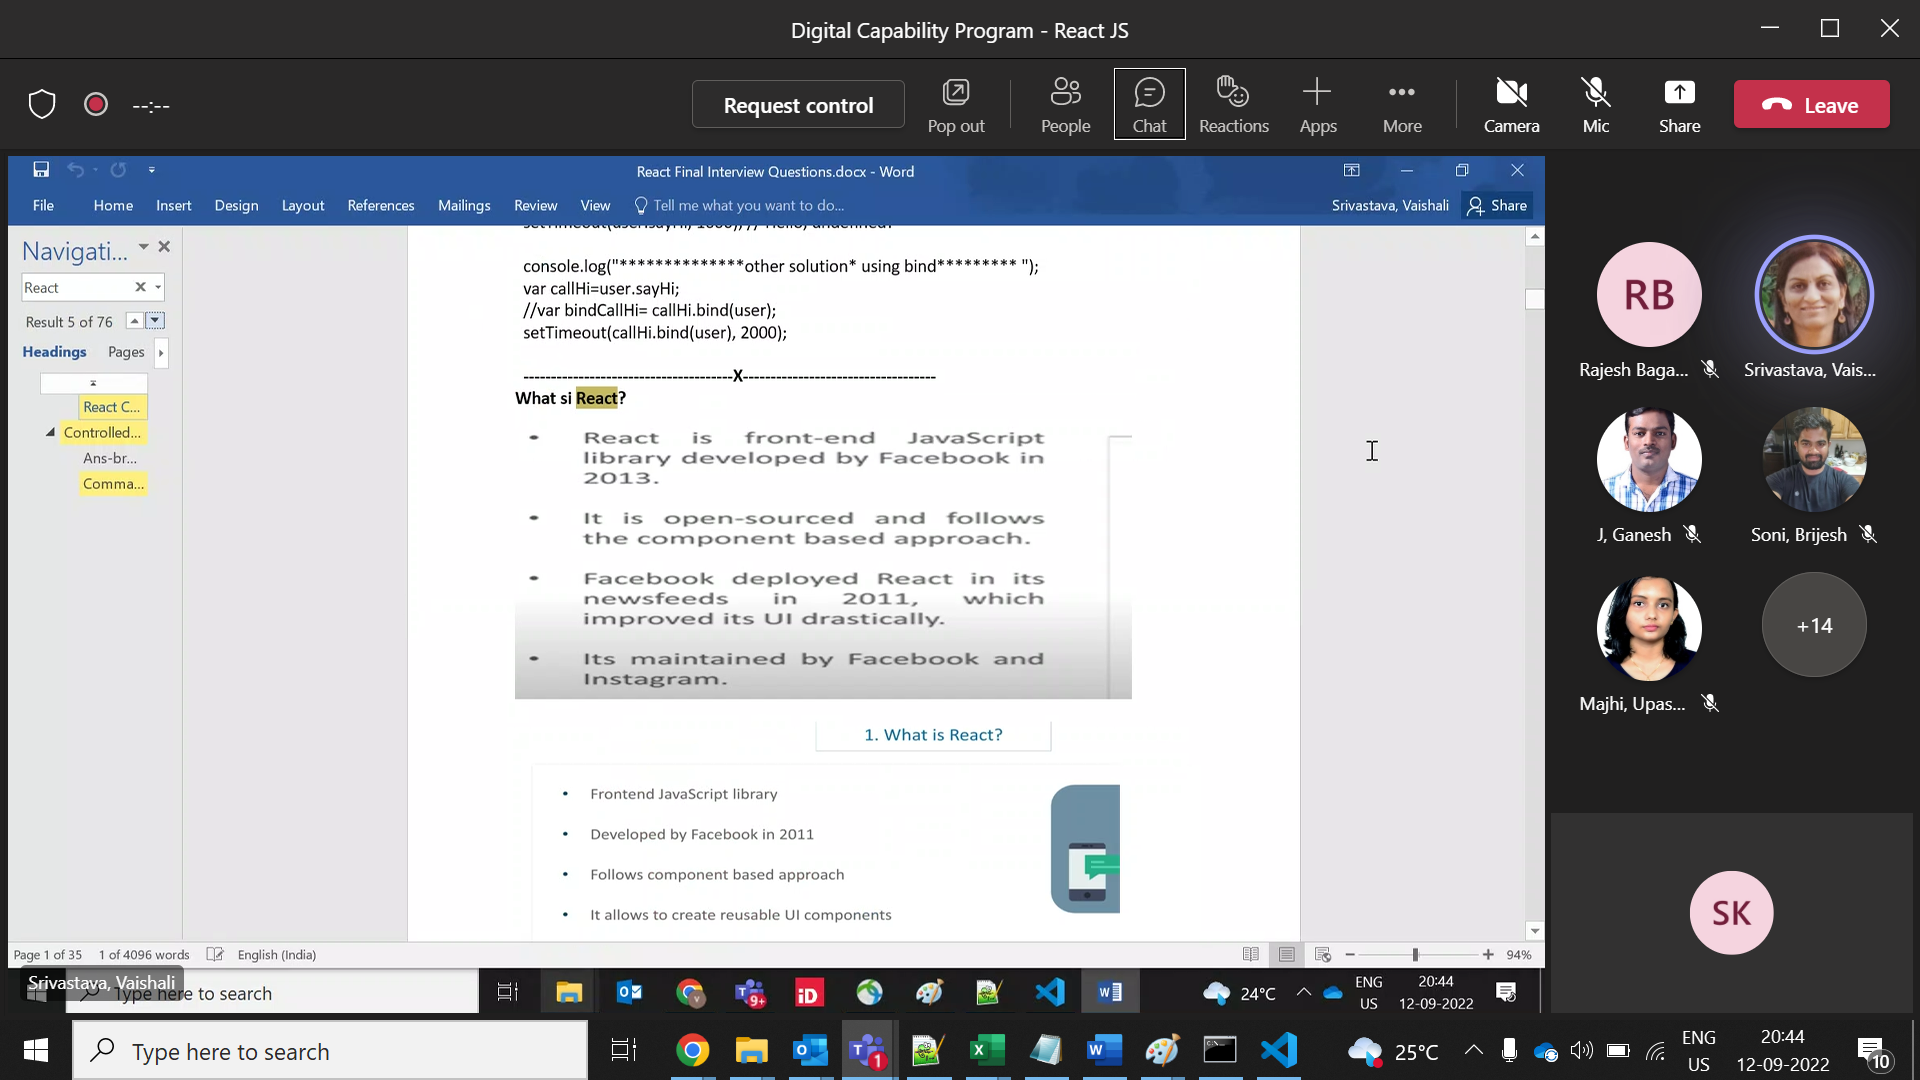 Digital Capability Program - React JS
--:--
Request control
Pop out
People
Chat
Reactions
Apps
More
Camera
Mic
Share
Leave
React Final Interview Questions.docx - Word
File Home Insert Design Layout References Mailings Review View Tell me what you want to do...
Srivastava, Vaishali Share
Navigati...
React
Result 5 of 76
Headings Pages
React C...
Controlled...
Ans-br...
Comma...
console.log("**************other solution* using bind********* ");
var callHi=user.sayHi;
//var bindCallHi= callHi.bind(user);
setTimeout(callHi.bind(user), 2000);
--------------------------------------X-----------------------------------
What si React?
• React is front-end JavaScript
library developed by Facebook in
2013.
• It is open-sourced and follows
the component based approach.
• Facebook deployed React in its
newsfeeds in 2011, which
improved its UI drastically.
• Its maintained by Facebook and
Instagram.
1. What is React?
• Frontend JavaScript library
• Developed by Facebook in 2011
• Follows component based approach
• It allows to create reusable UI components
Page 1 of 35 1 of 4096 words English (India)
94%
Srivastava, Vaishali
Type here to search
9+
iD
24°C
ENG
US
20:44
12-09-2022
RB
Rajesh Baga...
Srivastava, Vais...
J, Ganesh
Soni, Brijesh
Majhi, Upas...
+14
SK
Type here to search
1
25°C
ENG
US
20:44
12-09-2022
10